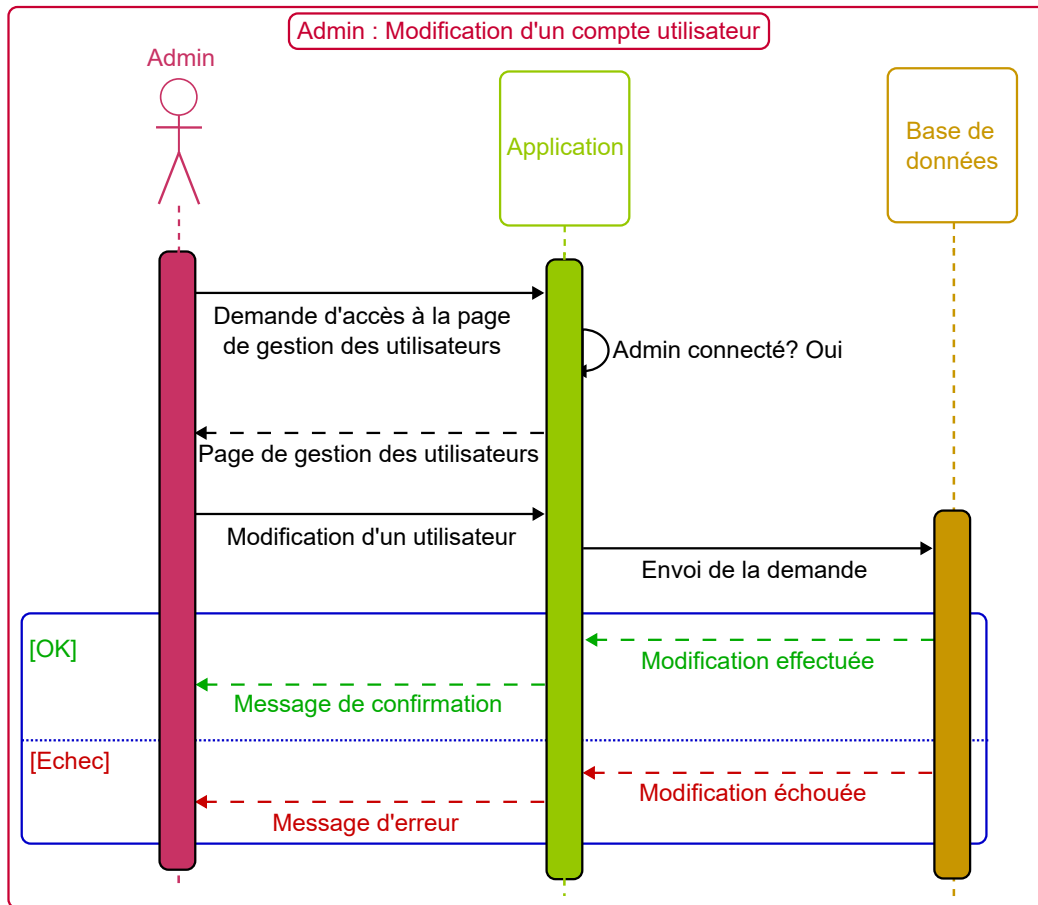 Admin : Modification d'un compte utilisateur
Admin
Application
Base de
données
Demande d'accès à la page
de gestion des utilisateurs
Admin connecté? Oui
Page de gestion des utilisateurs
Modification d'un utilisateur
Envoi de la demande
[OK]
Modification effectuée
Message de confirmation
[Echec]
Modification échouée
Message d'erreur